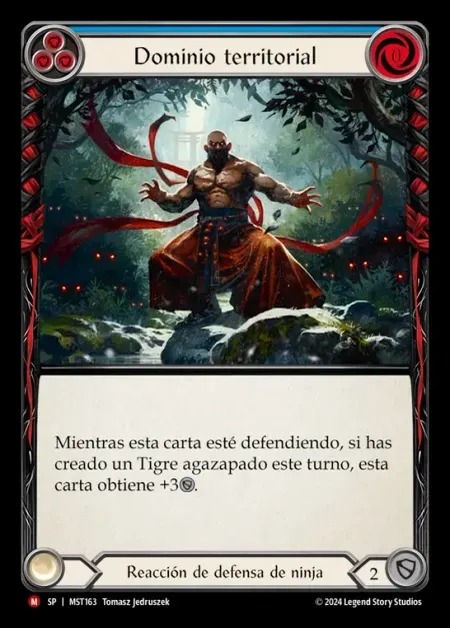 Dominio territorial
0
Mientras esta carta esté defendiendo, si has
creado un Tigre agazapado este turno, esta
carta obtiene +3.
Reacción de defensa de ninja
2
M SP | MST163 Tomasz Jedruszek
© 2024 Legend Story Studios